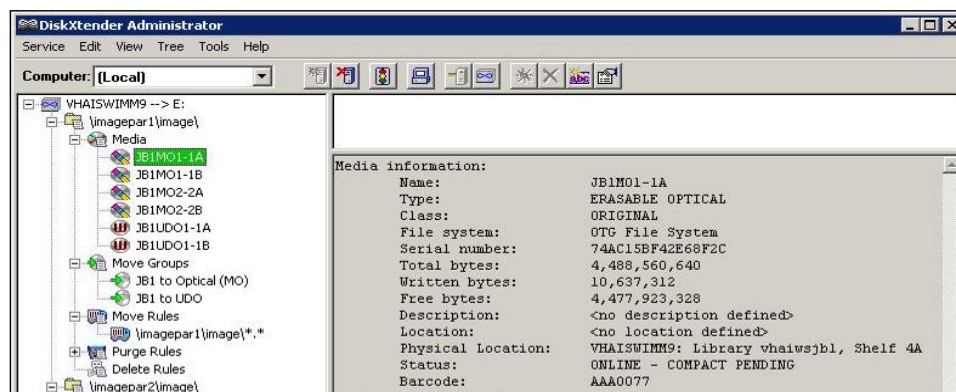 DiskXtender Administrator
Service Edit View Tree Tools Help
Computer: (Local)
VHAISWIMM9 --> E:
\imagepar1\image\
Media
JB1MO1-1A
JB1MO1-1B
JB1MO2-2A
JB1MO2-2B
JB1UDO1-1A
JB1UDO1-1B
Move Groups
JB1 to Optical (MO)
JB1 to UDO
Move Rules
\imagepar1\image\*.*
Purge Rules
Delete Rules
\imagepar2\image\
Media information:
Name: JB1MO1-1A
Type: ERASABLE OPTICAL
Class: ORIGINAL
File system: OTG File System
Serial number: 74AC15BF42E68F2C
Total bytes: 4,488,560,640
Written bytes: 10,637,312
Free bytes: 4,477,923,328
Description: <no description defined>
Location: <no location defined>
Physical Location: VHAISWIMM9: Library vhaiswjb1, Shelf 4A
Status: ONLINE - COMPACT PENDING
Barcode: AAA0077